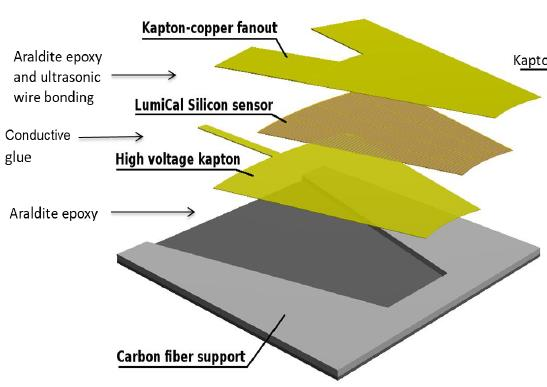 Kapton-copper fanout
Araldite epoxy
and ultrasonic
wire bonding
Kapto
LumiCal Silicon sensor
Conductive
glue
High voltage kapton
Araldite epoxy
Carbon fiber support